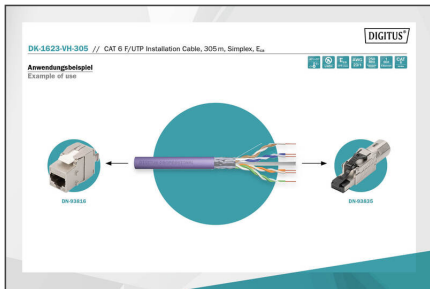 DIGITUS
DK-1623-VH-305 // CAT 6 F/UTP Installation Cable, 305 m, Simplex, Eca
Anwendungsbeispiel
Example of use
DN-93616
DN-93635